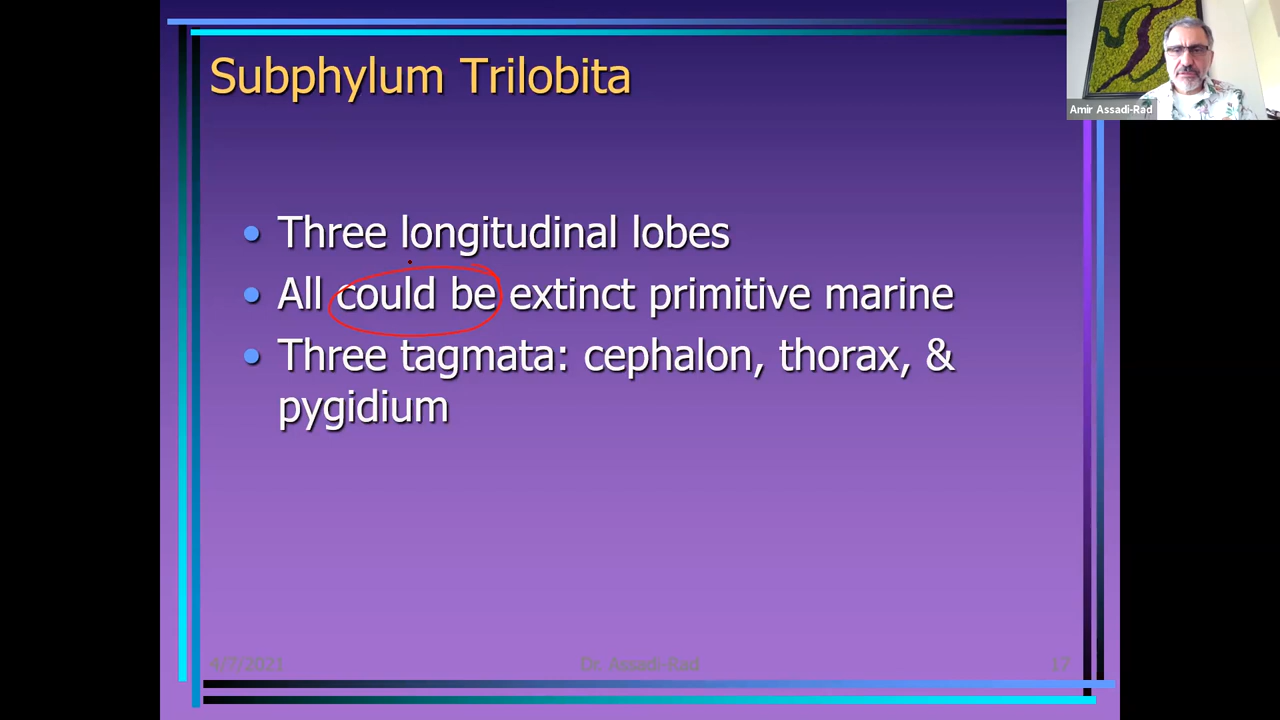 Subphylum Trilobita
Amir Assadi-Rad
• Three longitudinal lobes
• All could be extinct primitive marine
• Three tagmata: cephalon, thorax, &
pygidium
4/7/2021 Dr. Assadi-Rad 17